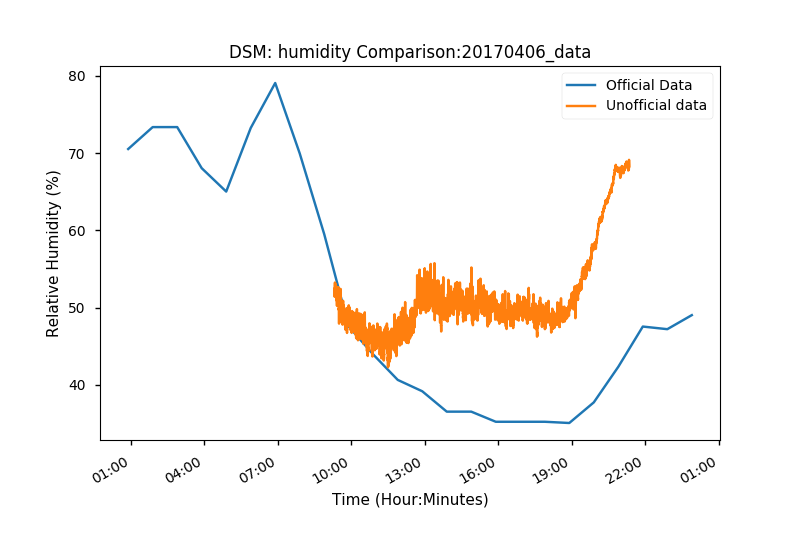 DSM: humidity Comparison:20170406_data
Official Data
Unofficial data
Relative Humidity (%)
80
70
60
50
40
01:00
04:00
07:00
10:00
13:00
16:00
19:00
22:00
01:00
Time (Hour:Minutes)